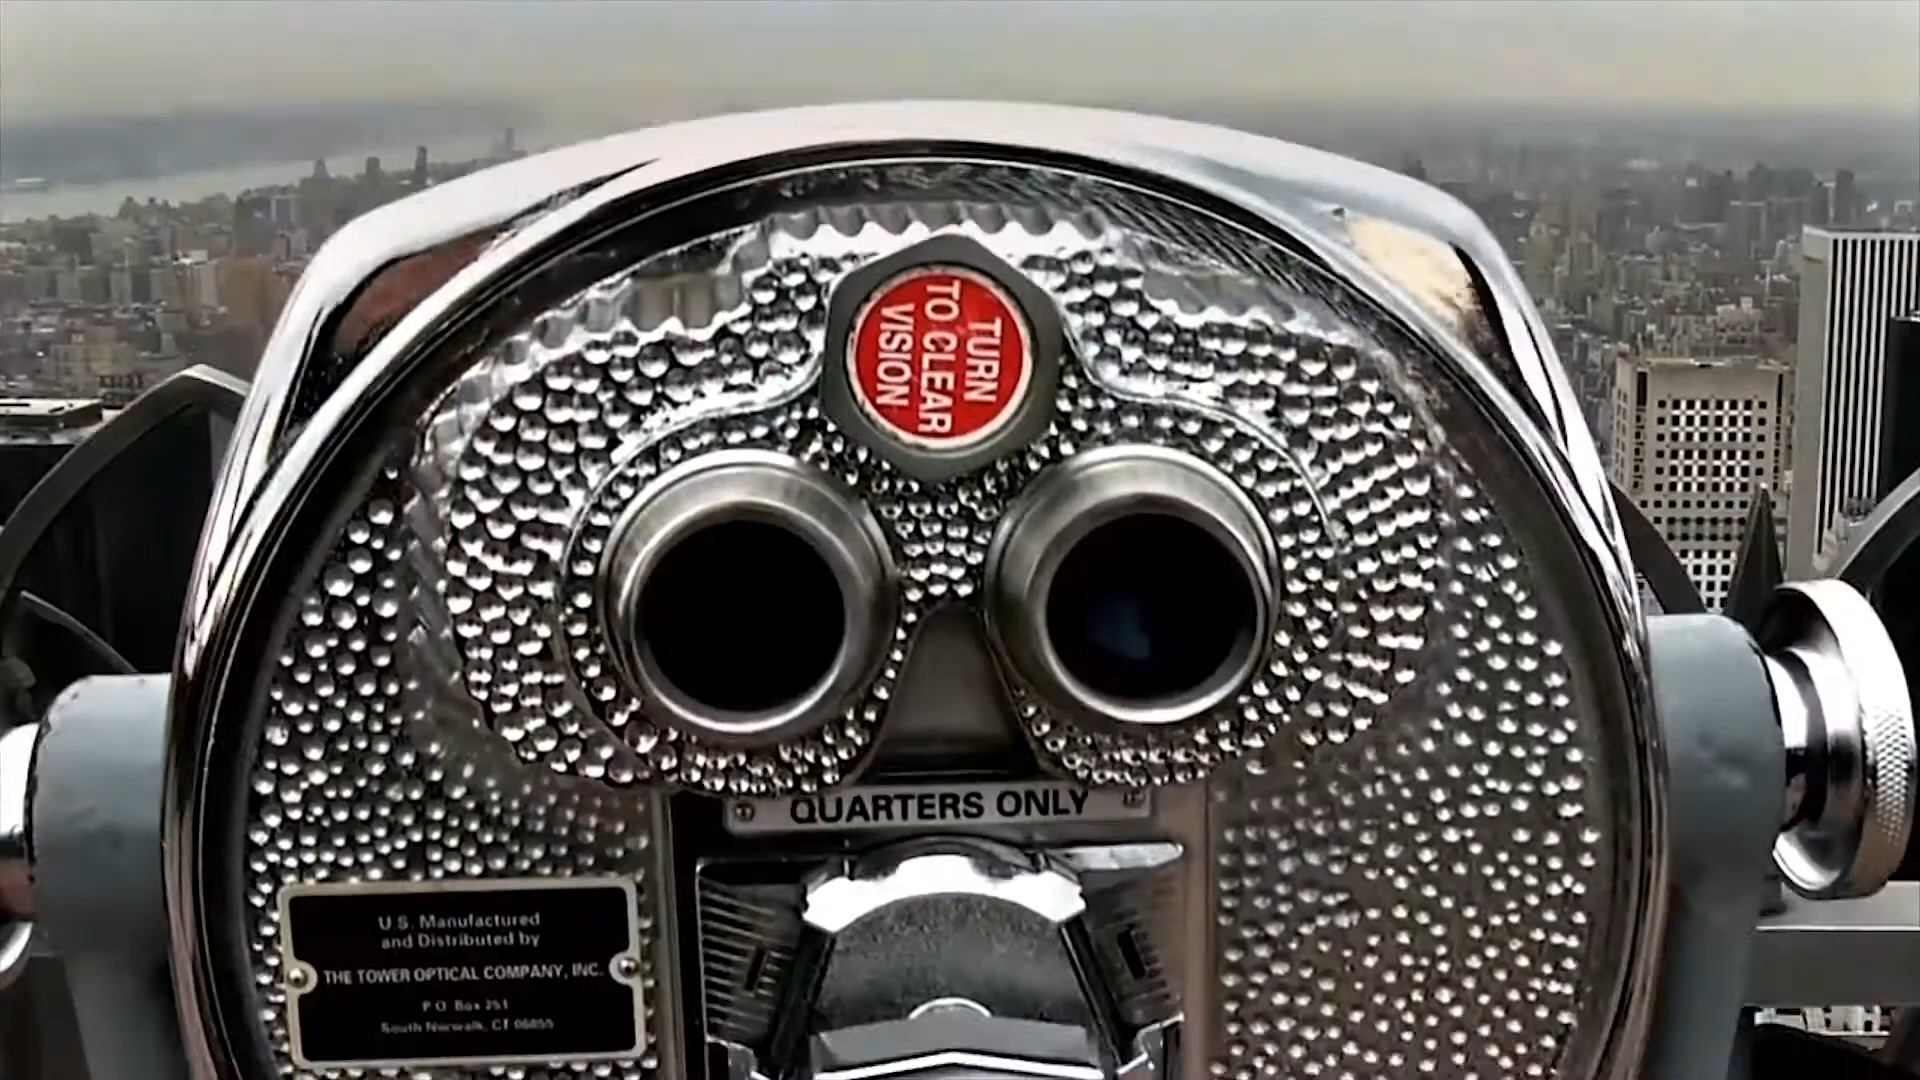 TURN
TO CLEAR
VISION
QUARTERS ONLY
U.S. Manufactured
and Distributed by
THE TOWER OPTICAL COMPANY, INC.
P.O. Box 251
South Norwalk, CT 06855